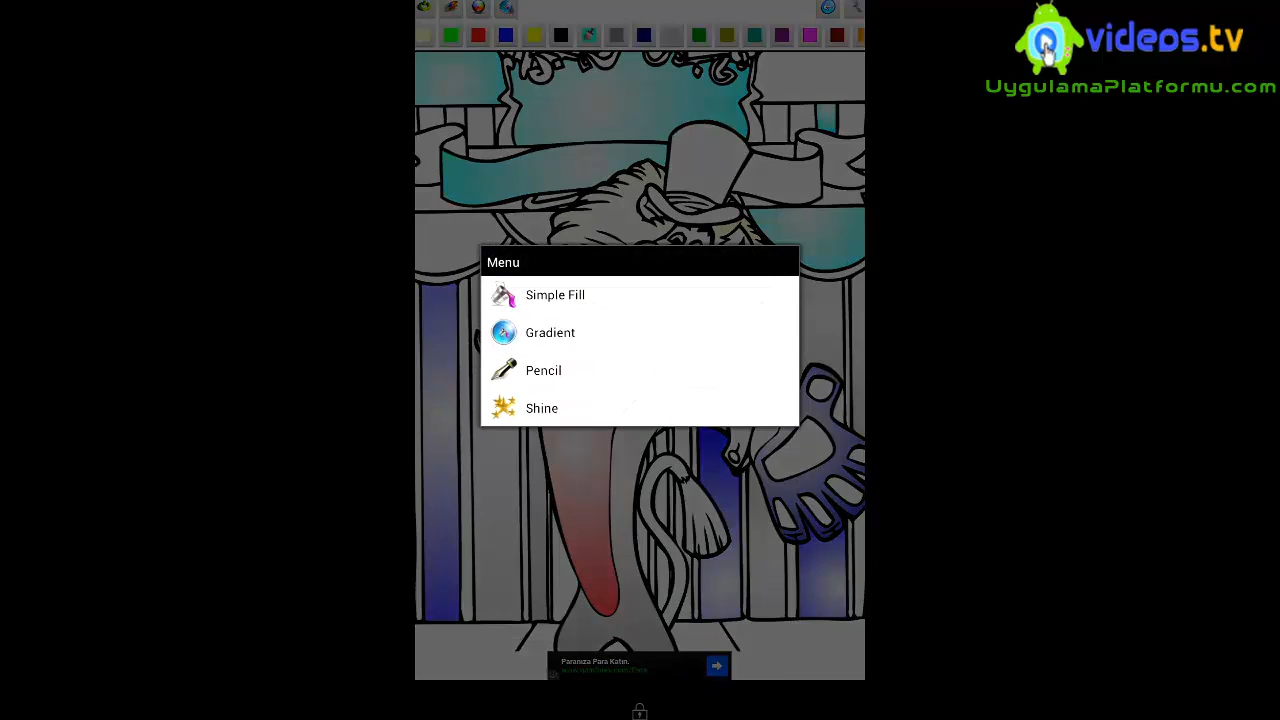 videos.tv
UygulamaPlatformu.com
Menu
Simple Fill
Gradient
Pencil
Shine
Paranıza Para Katın.